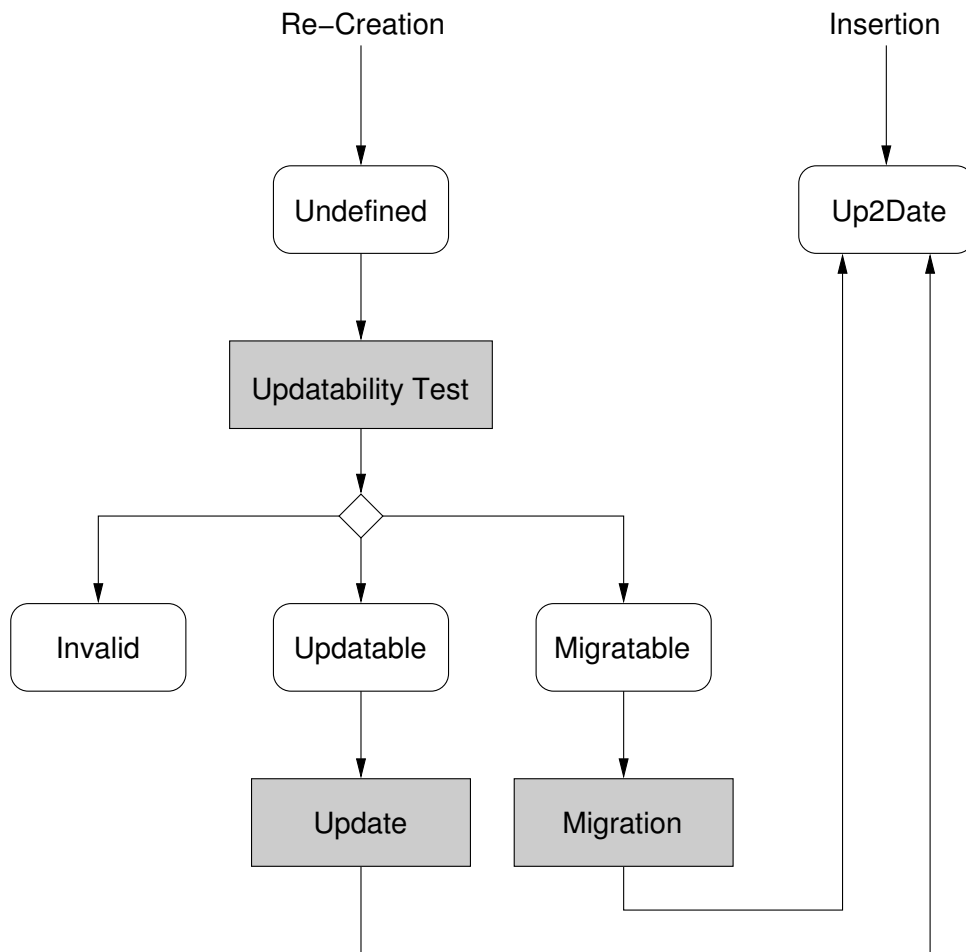 Re−Creation
Insertion
Undefined
Up2Date
Updatability Test
Invalid
Updatable
Migratable
Update
Migration